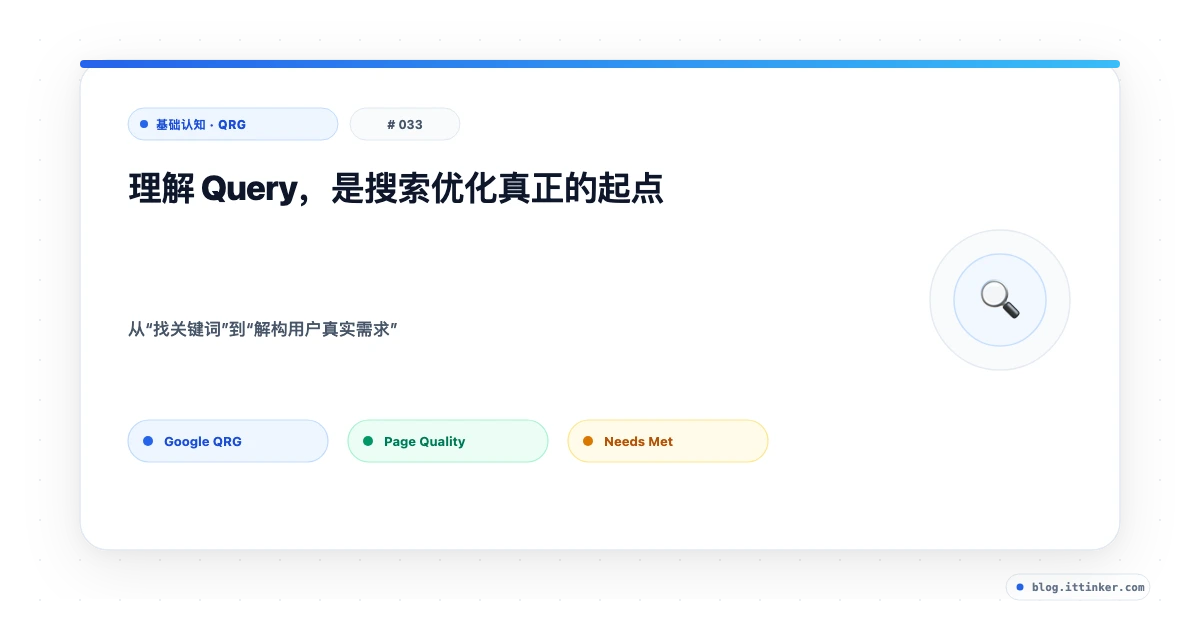 基础认知 · QRG
# 033
理解 Query，是搜索优化真正的起点
从“找关键词”到“解构用户真实需求”
Google QRG
Page Quality
Needs Met
blog.ittinker.com